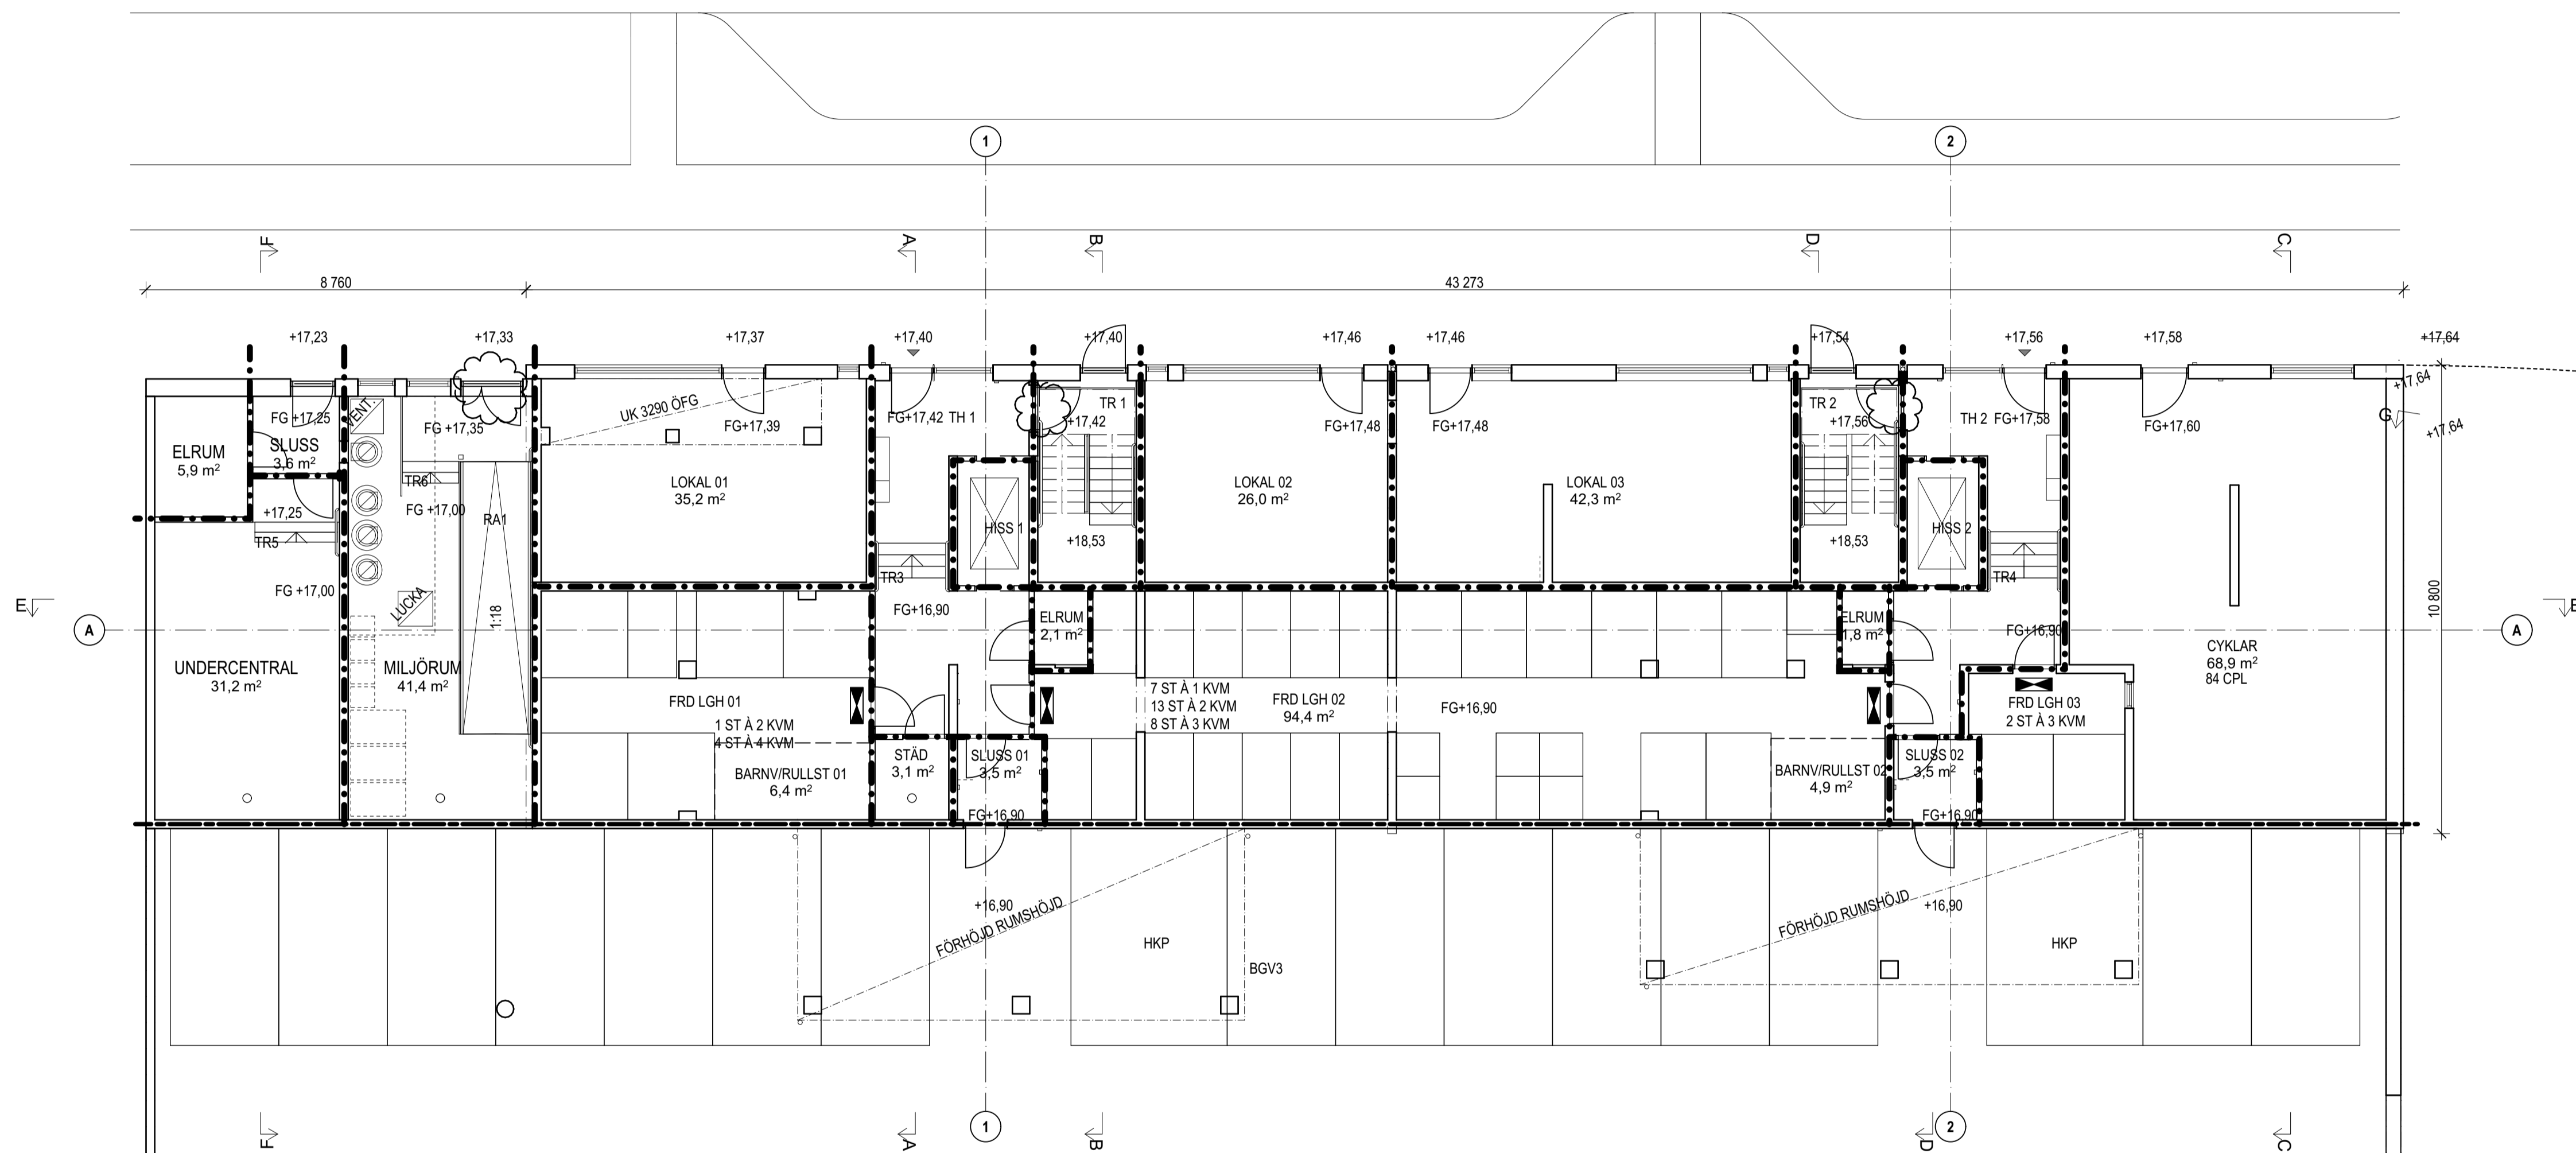 1
2
F
A
B
D
C
8 760
43 273
+17,23
+17,33
+17,37
+17,40
+17,40
+17,46
+17,46
+17,54
+17,56
+17,58
+17,64
+17,64
+17,64
G
FG +17,25
VENT.
FG +17,35
UK 3290 ÖFG
FG+17,39
FG+17,42 TH 1
TR 1
+17,42
FG+17,48
FG+17,48
TR 2
+17,56
TH 2 FG+17,58
FG+17,60
ELRUM
5,9 m²
SLUSS
3,6 m²
TR6
LOKAL 01
35,2 m²
LOKAL 02
26,0 m²
LOKAL 03
42,3 m²
+17,25
FG +17,00
RA1
HISS 1
HISS 2
TR5
+18,53
+18,53
TR3
TR4
FG +17,00
LUCKA
1:18
FG+16,90
E
E
10 800
A
A
ELRUM
2,1 m²
ELRUM
1,8 m²
FG+16,90
UNDERCENTRAL
31,2 m²
MILJÖRUM
41,4 m²
CYKLAR
68,9 m²
84 CPL
FRD LGH 01
1 ST À 2 KVM
4 ST À 4 KVM
7 ST À 1 KVM
13 ST À 2 KVM
8 ST À 3 KVM
FRD LGH 02
94,4 m²
FG+16,90
FRD LGH 03
2 ST À 3 KVM
BARNV/RULLST 01
6,4 m²
STÄD
3,1 m²
SLUSS 01
3,5 m²
BARNV/RULLST 02
4,9 m²
SLUSS 02
3,5 m²
FG+16,90
FG+16,90
+16,90
FÖRHÖJD RUMSHÖJD
HKP
BGV3
FÖRHÖJD RUMSHÖJD
+16,90
HKP
F
A
1
B
D
2
C